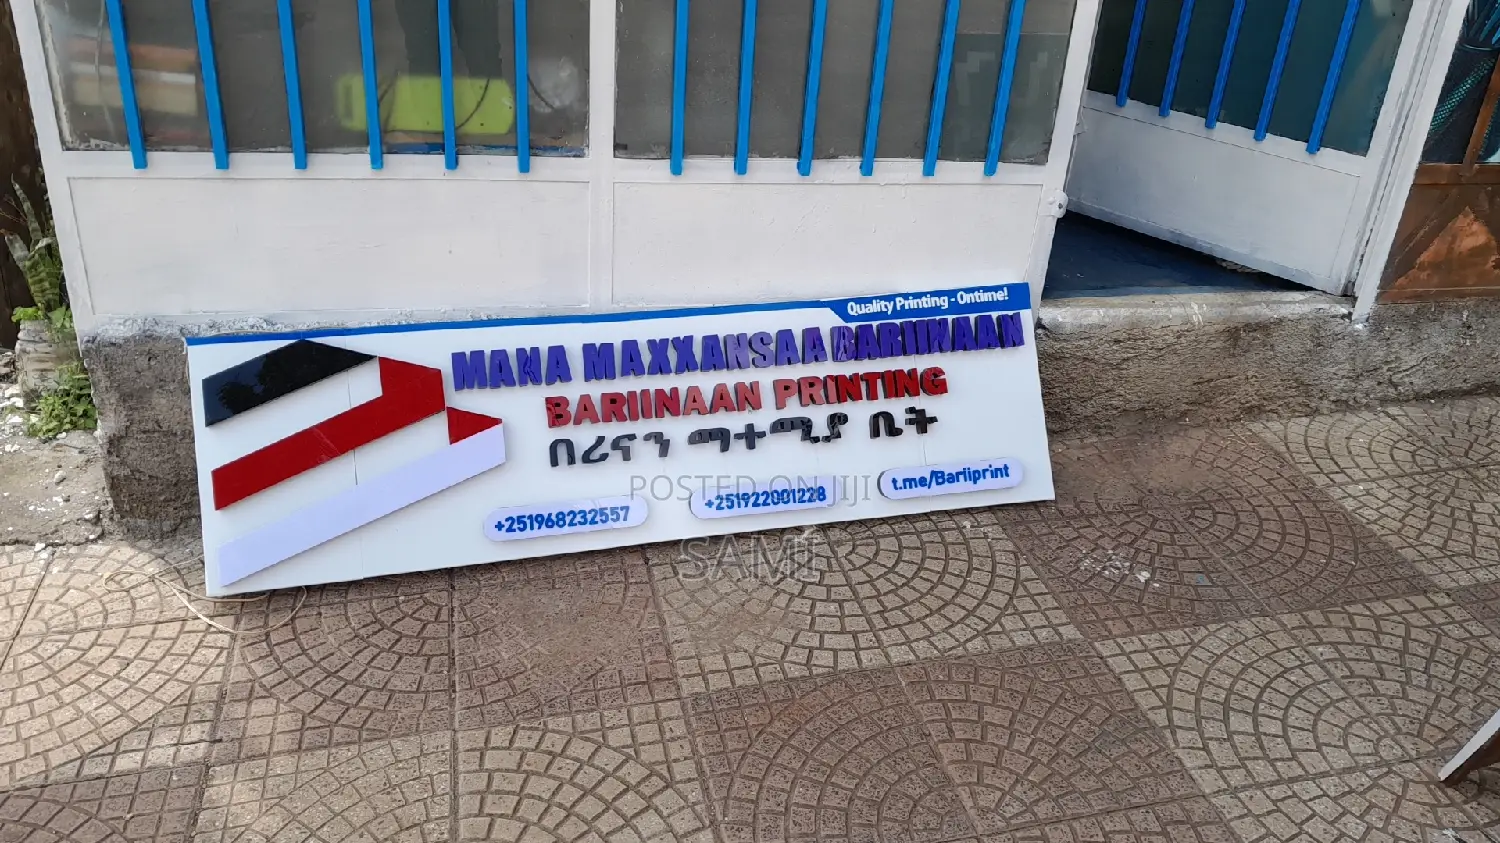 Quality Printing - Ontime!
MANA MAXXANSAA BARIINAAN
BARIINAAN PRINTING
በሪናን ማተሚያ ቤት
+251968232557
+251922001228
t.me/Bariiprint
POSTED ON JIJI
SAMI